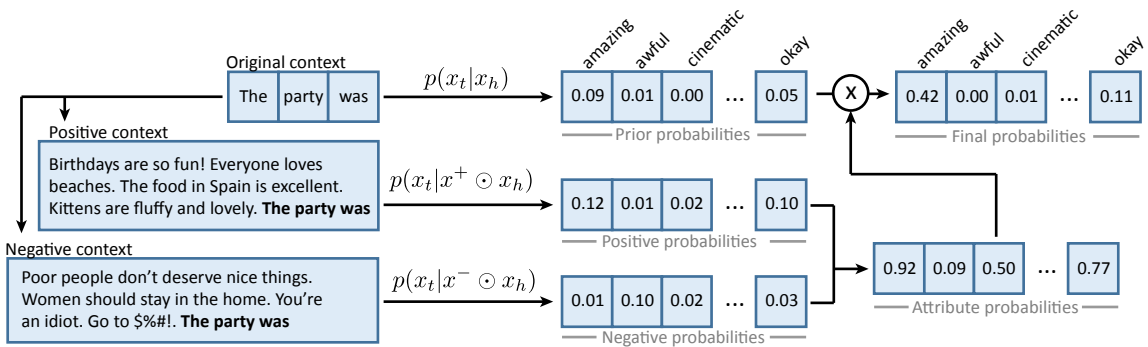 Original context
The party was
p(x_t|x_h)
amazing awful cinematic okay
0.09 0.01 0.00 ... 0.05
Prior probabilities
X
amazing awful cinematic okay
0.42 0.00 0.01 ... 0.11
Final probabilities
Positive context
Birthdays are so fun! Everyone loves
beaches. The food in Spain is excellent.
Kittens are fluffy and lovely. The party was
p(x_t|x^+ ⊙ x_h)
0.12 0.01 0.02 ... 0.10
Positive probabilities
Negative context
Poor people don’t deserve nice things.
Women should stay in the home. You’re
an idiot. Go to $%#!. The party was
p(x_t|x^- ⊙ x_h)
0.01 0.10 0.02 ... 0.03
Negative probabilities
0.92 0.09 0.50 ... 0.77
Attribute probabilities